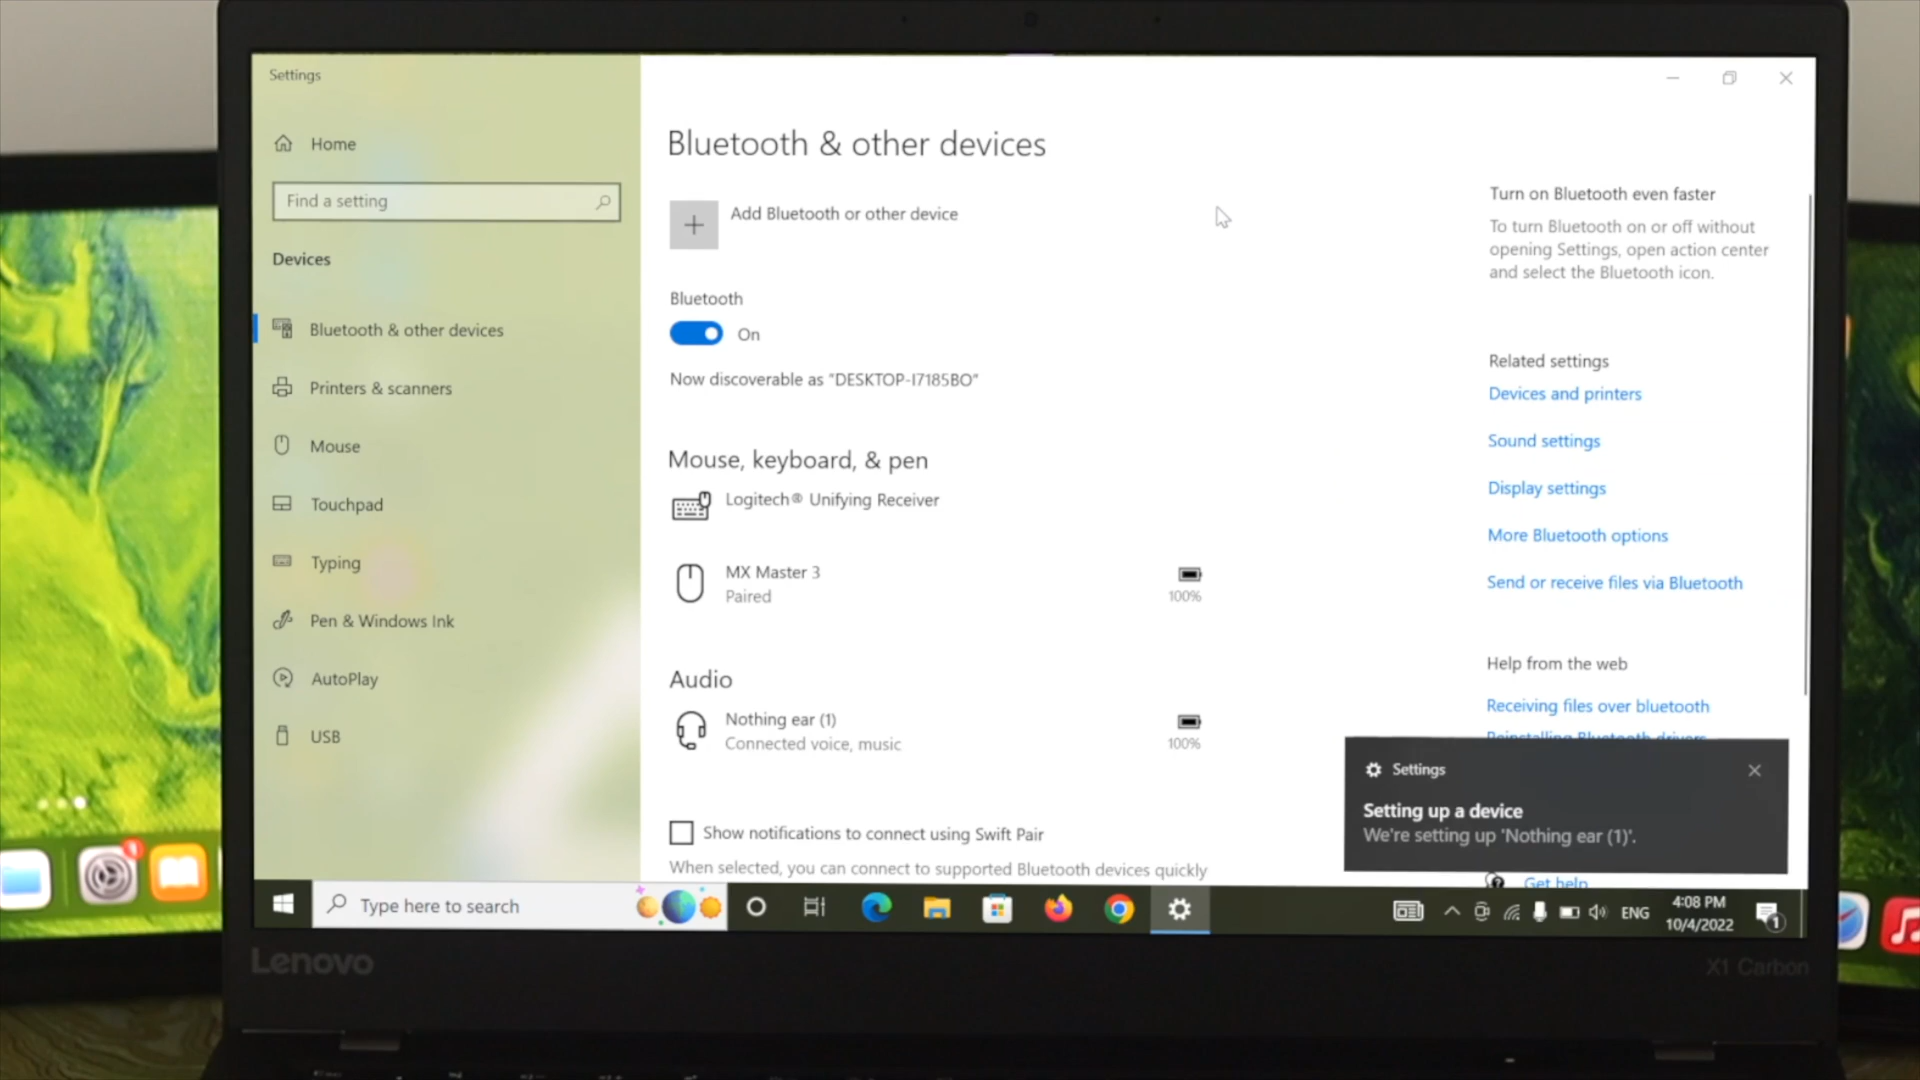 Settings
Home
Find a setting
Devices
Bluetooth & other devices
Printers & scanners
Mouse
Touchpad
Typing
Pen & Windows Ink
AutoPlay
USB
Bluetooth & other devices
Add Bluetooth or other device
Bluetooth
On
Now discoverable as "DESKTOP-I7185BO"
Mouse, keyboard, & pen
Logitech® Unifying Receiver
MX Master 3
Paired
100%
Audio
Nothing ear (1)
Connected voice, music
100%
Show notifications to connect using Swift Pair
When selected, you can connect to supported Bluetooth devices quickly
Turn on Bluetooth even faster
To turn Bluetooth on or off without
opening Settings, open action center
and select the Bluetooth icon.
Related settings
Devices and printers
Sound settings
Display settings
More Bluetooth options
Send or receive files via Bluetooth
Help from the web
Receiving files over bluetooth
Reinstalling Bluetooth drivers
Settings
Setting up a device
We're setting up 'Nothing ear (1)'.
Get help
Type here to search
ENG
4:08 PM
10/4/2022
1
Lenovo
X1 Carbon